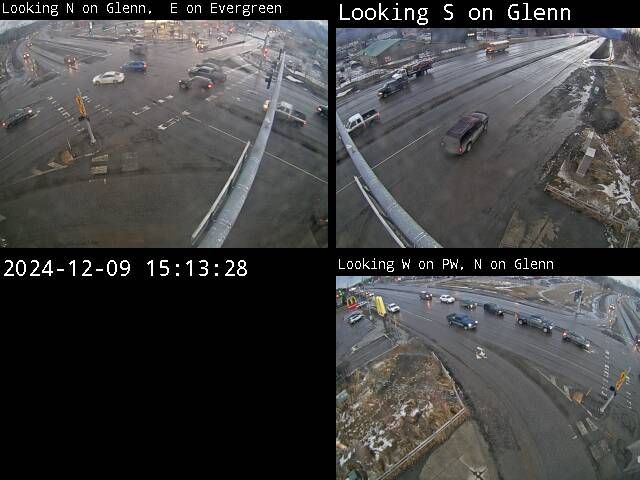 Looking N on Glenn,  E on Evergreen
Looking S on Glenn
2024-12-09 15:13:28
Looking W on PW, N on Glenn